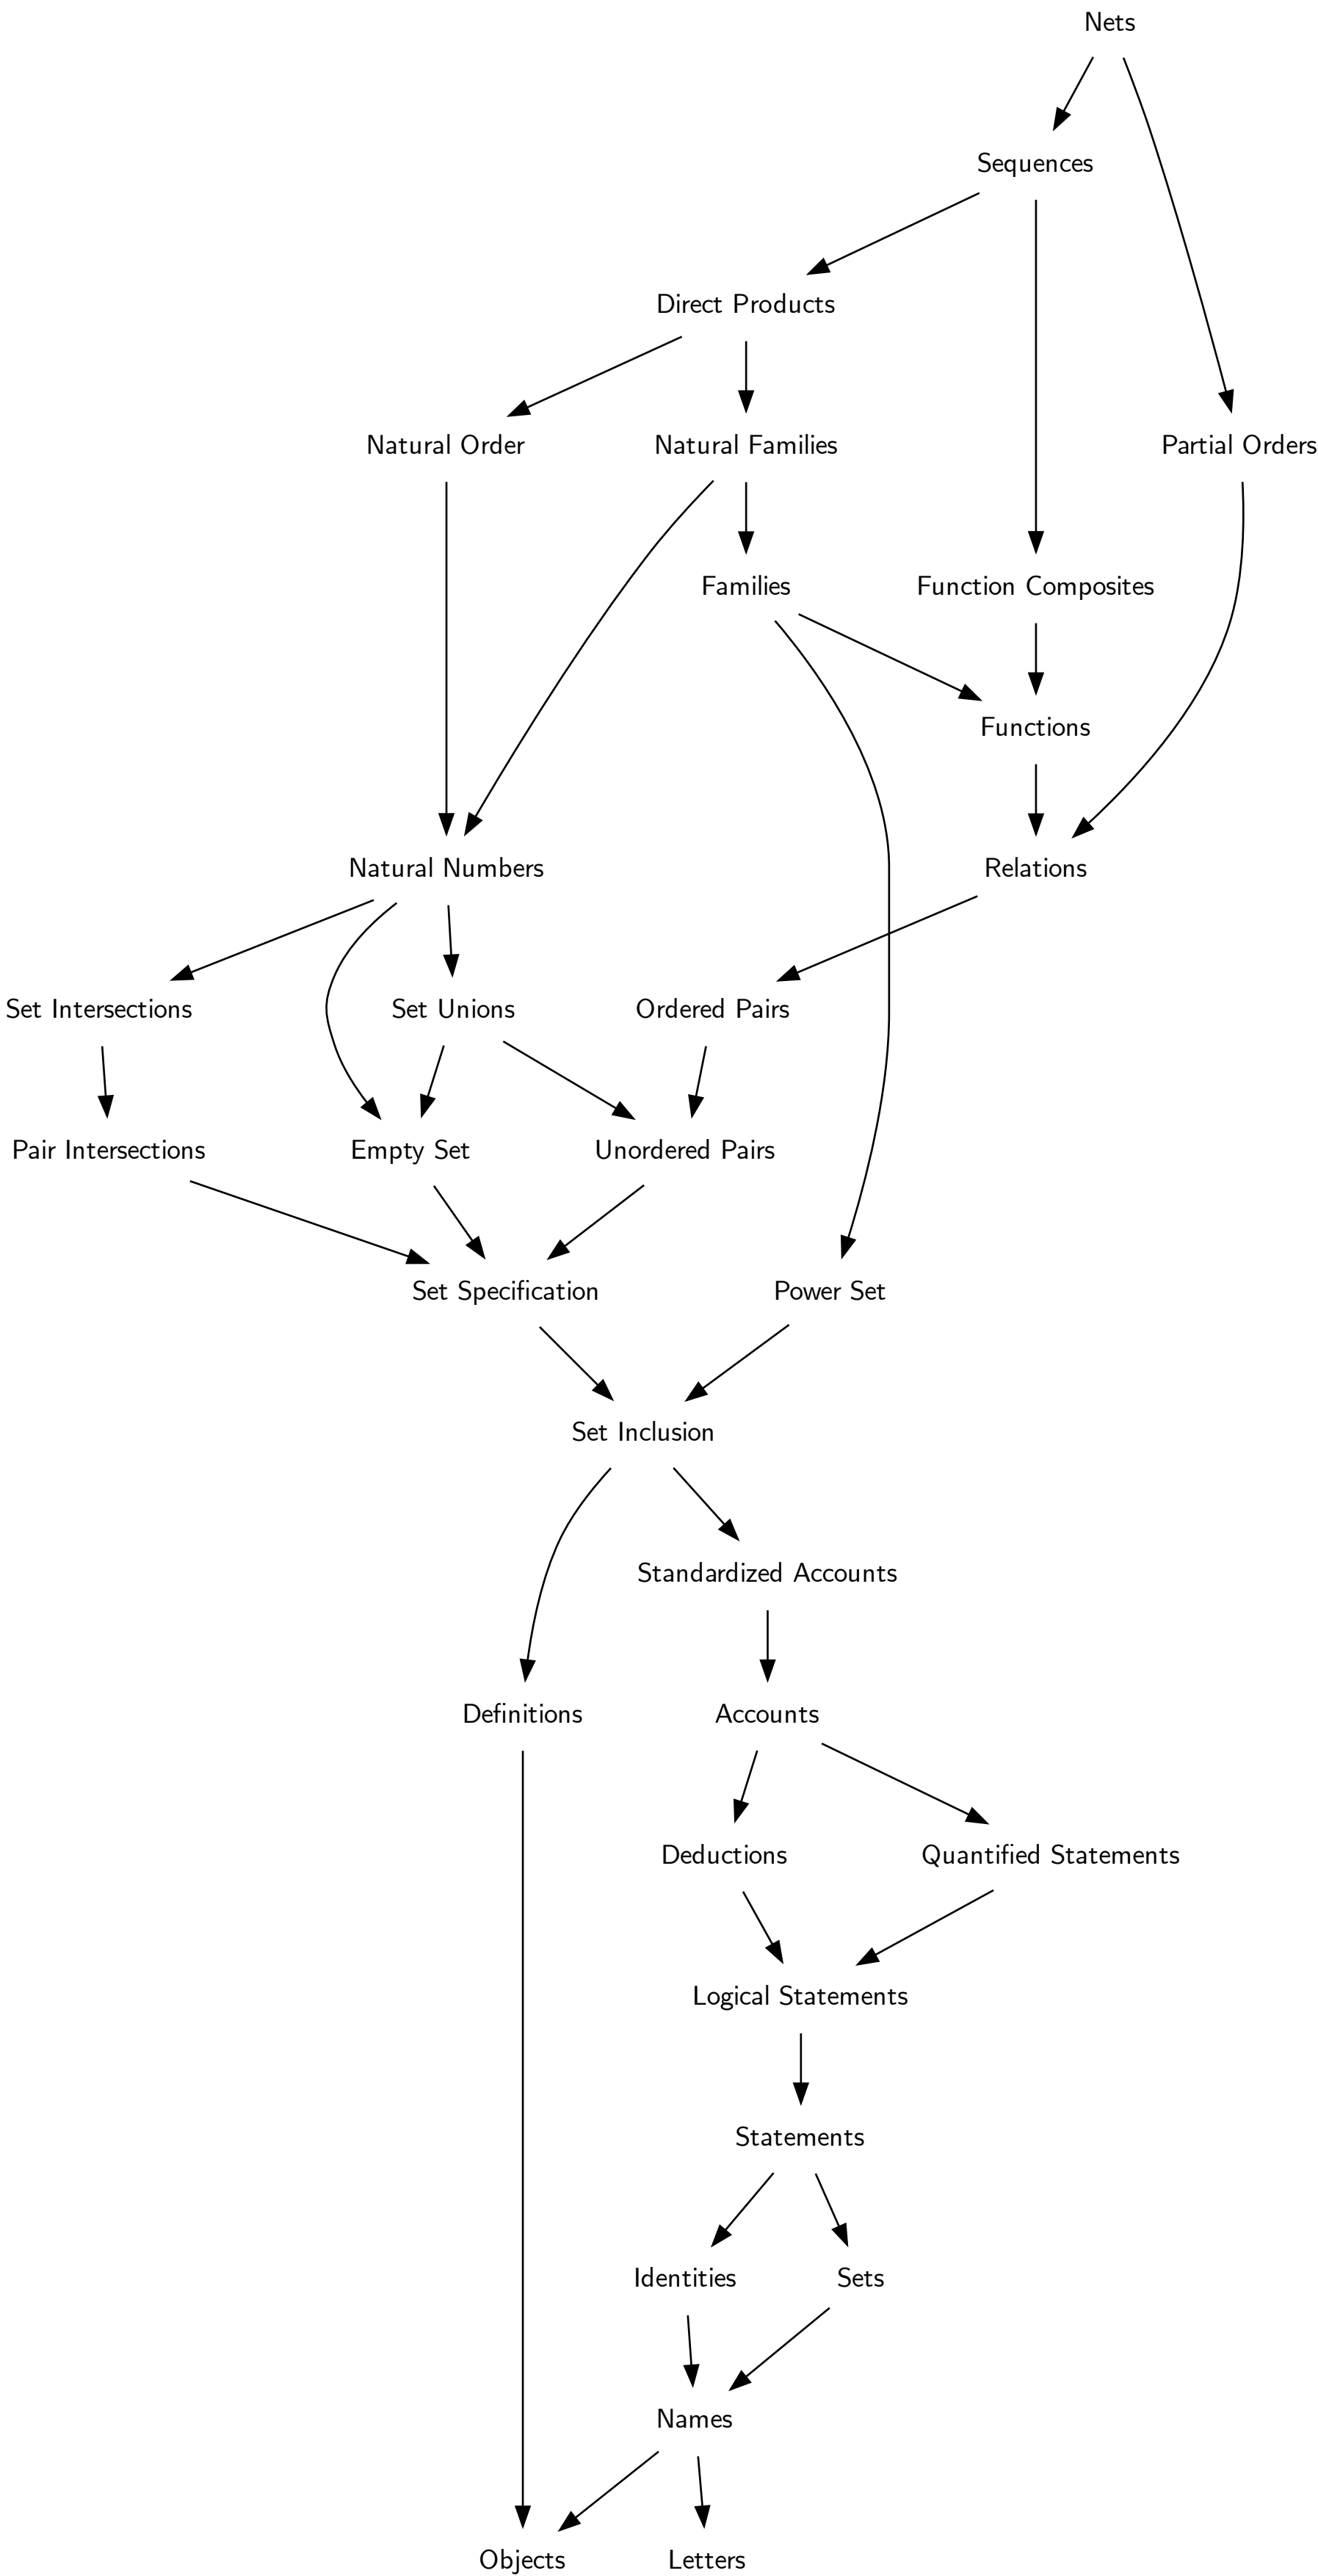 Nets
Sequences
Direct Products
Natural Order
Natural Families
Partial Orders
Families
Function Composites
Functions
Natural Numbers
Relations
Set Intersections
Set Unions
Ordered Pairs
Pair Intersections
Empty Set
Unordered Pairs
Set Specification
Power Set
Set Inclusion
Standardized Accounts
Definitions
Accounts
Deductions
Quantified Statements
Logical Statements
Statements
Identities
Sets
Names
Objects
Letters